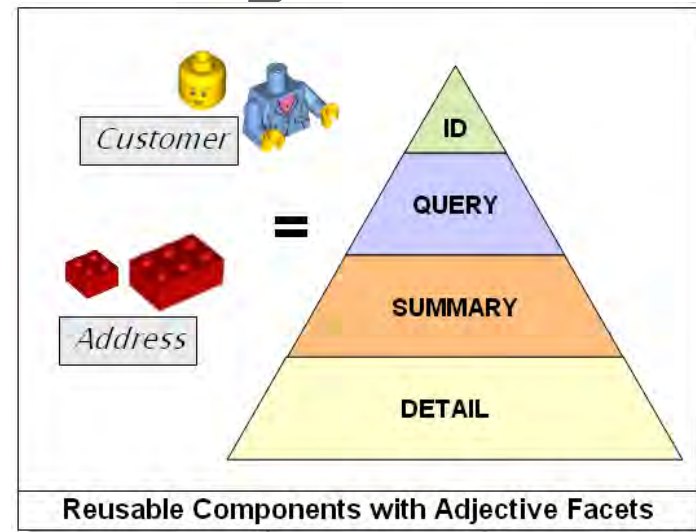 Customer
Address
=
ID
QUERY
SUMMARY
DETAIL
Reusable Components with Adjective Facets